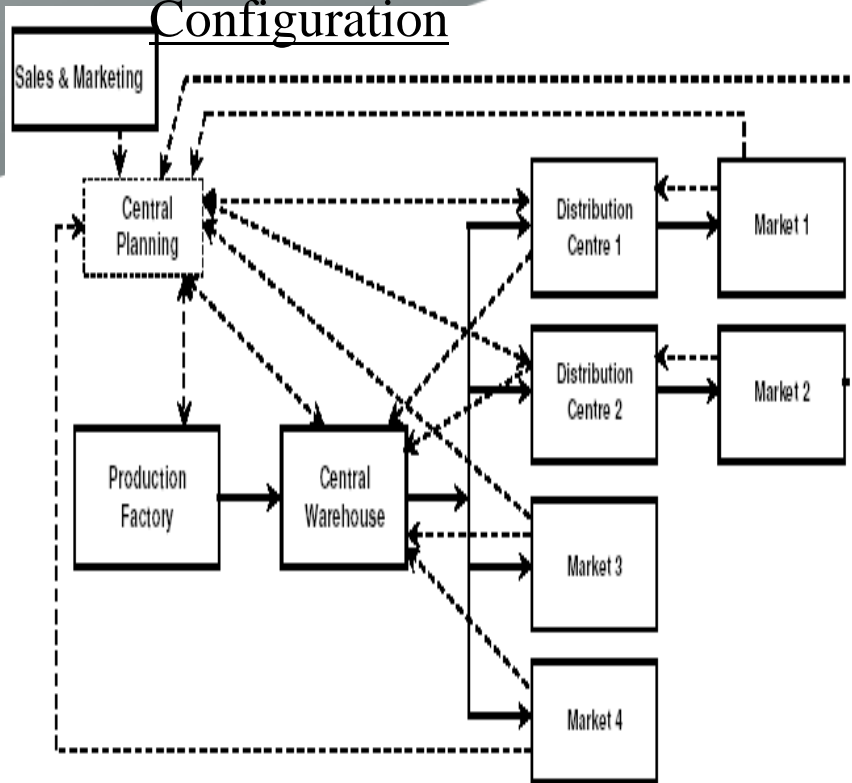 Configuration
Sales & Marketing
Central
Planning
Distribution
Centre 1
Market 1
Distribution
Centre 2
Market 2
Production
Factory
Central
Warehouse
Market 3
Market 4